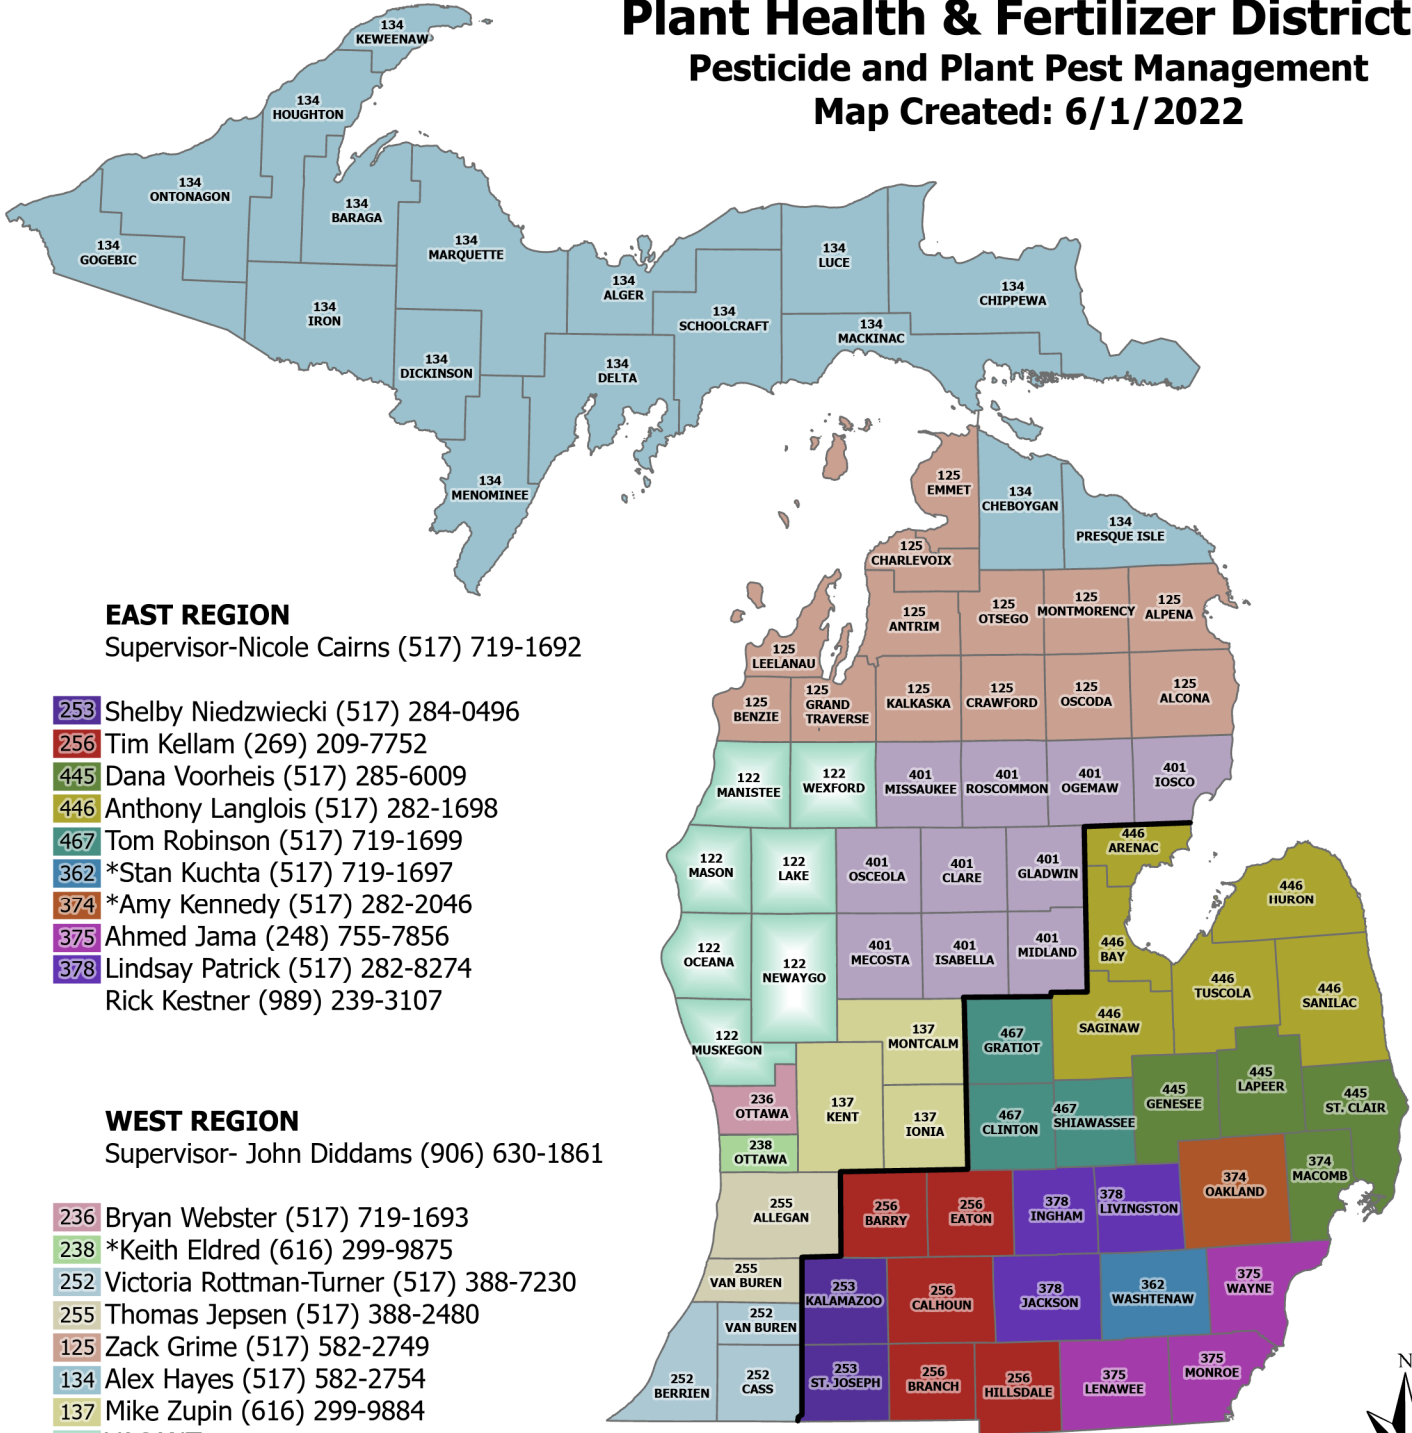 Plant Health & Fertilizer District
Pesticide and Plant Pest Management
Map Created: 6/1/2022
134
KEWEENAW
134
HOUGHTON
134
ONTONAGON
134
BARAGA
134
GOGEBIC
134
MARQUETTE
134
LUCE
134
ALGER
134
CHIPPEWA
134
IRON
134
SCHOOLCRAFT
134
MACKINAC
134
DICKINSON
134
DELTA
134
MENOMINEE
125
EMMET
134
CHEBOYGAN
134
PRESQUE ISLE
125
CHARLEVOIX
125
ANTRIM
125
OTSEGO
125
MONTMORENCY
125
ALPENA
125
LEELANAU
125
BENZIE
125
GRAND
TRAVERSE
125
KALKASKA
125
CRAWFORD
125
OSCODA
125
ALCONA
122
MANISTEE
122
WEXFORD
401
MISSAUKEE
401
ROSCOMMON
401
OGEMAW
401
IOSCO
122
MASON
122
LAKE
401
OSCEOLA
401
CLARE
401
GLADWIN
446
ARENAC
446
HURON
122
OCEANA
122
NEWAYGO
401
MECOSTA
401
ISABELLA
401
MIDLAND
446
BAY
446
TUSCOLA
446
SANILAC
122
MUSKEGON
137
MONTCALM
467
GRATIOT
446
SAGINAW
236
OTTAWA
137
KENT
137
IONIA
467
CLINTON
467
SHIAWASSEE
445
GENESEE
445
LAPEER
445
ST. CLAIR
238
OTTAWA
255
ALLEGAN
256
BARRY
256
EATON
378
INGHAM
378
LIVINGSTON
374
OAKLAND
374
MACOMB
255
VAN BUREN
252
VAN BUREN
253
KALAMAZOO
256
CALHOUN
378
JACKSON
362
WASHTENAW
375
WAYNE
252
BERRIEN
252
CASS
253
ST. JOSEPH
256
BRANCH
256
HILLSDALE
375
LENAWEE
375
MONROE
EAST REGION
Supervisor-Nicole Cairns (517) 719-1692
253 Shelby Niedzwiecki (517) 284-0496
256 Tim Kellam (269) 209-7752
445 Dana Voorheis (517) 285-6009
446 Anthony Langlois (517) 282-1698
467 Tom Robinson (517) 719-1699
362 *Stan Kuchta (517) 719-1697
374 *Amy Kennedy (517) 282-2046
375 Ahmed Jama (248) 755-7856
378 Lindsay Patrick (517) 282-8274
Rick Kestner (989) 239-3107
WEST REGION
Supervisor- John Diddams (906) 630-1861
236 Bryan Webster (517) 719-1693
238 *Keith Eldred (616) 299-9875
252 Victoria Rottman-Turner (517) 388-7230
255 Thomas Jepsen (517) 388-2480
125 Zack Grime (517) 582-2749
134 Alex Hayes (517) 582-2754
137 Mike Zupin (616) 299-9884
N